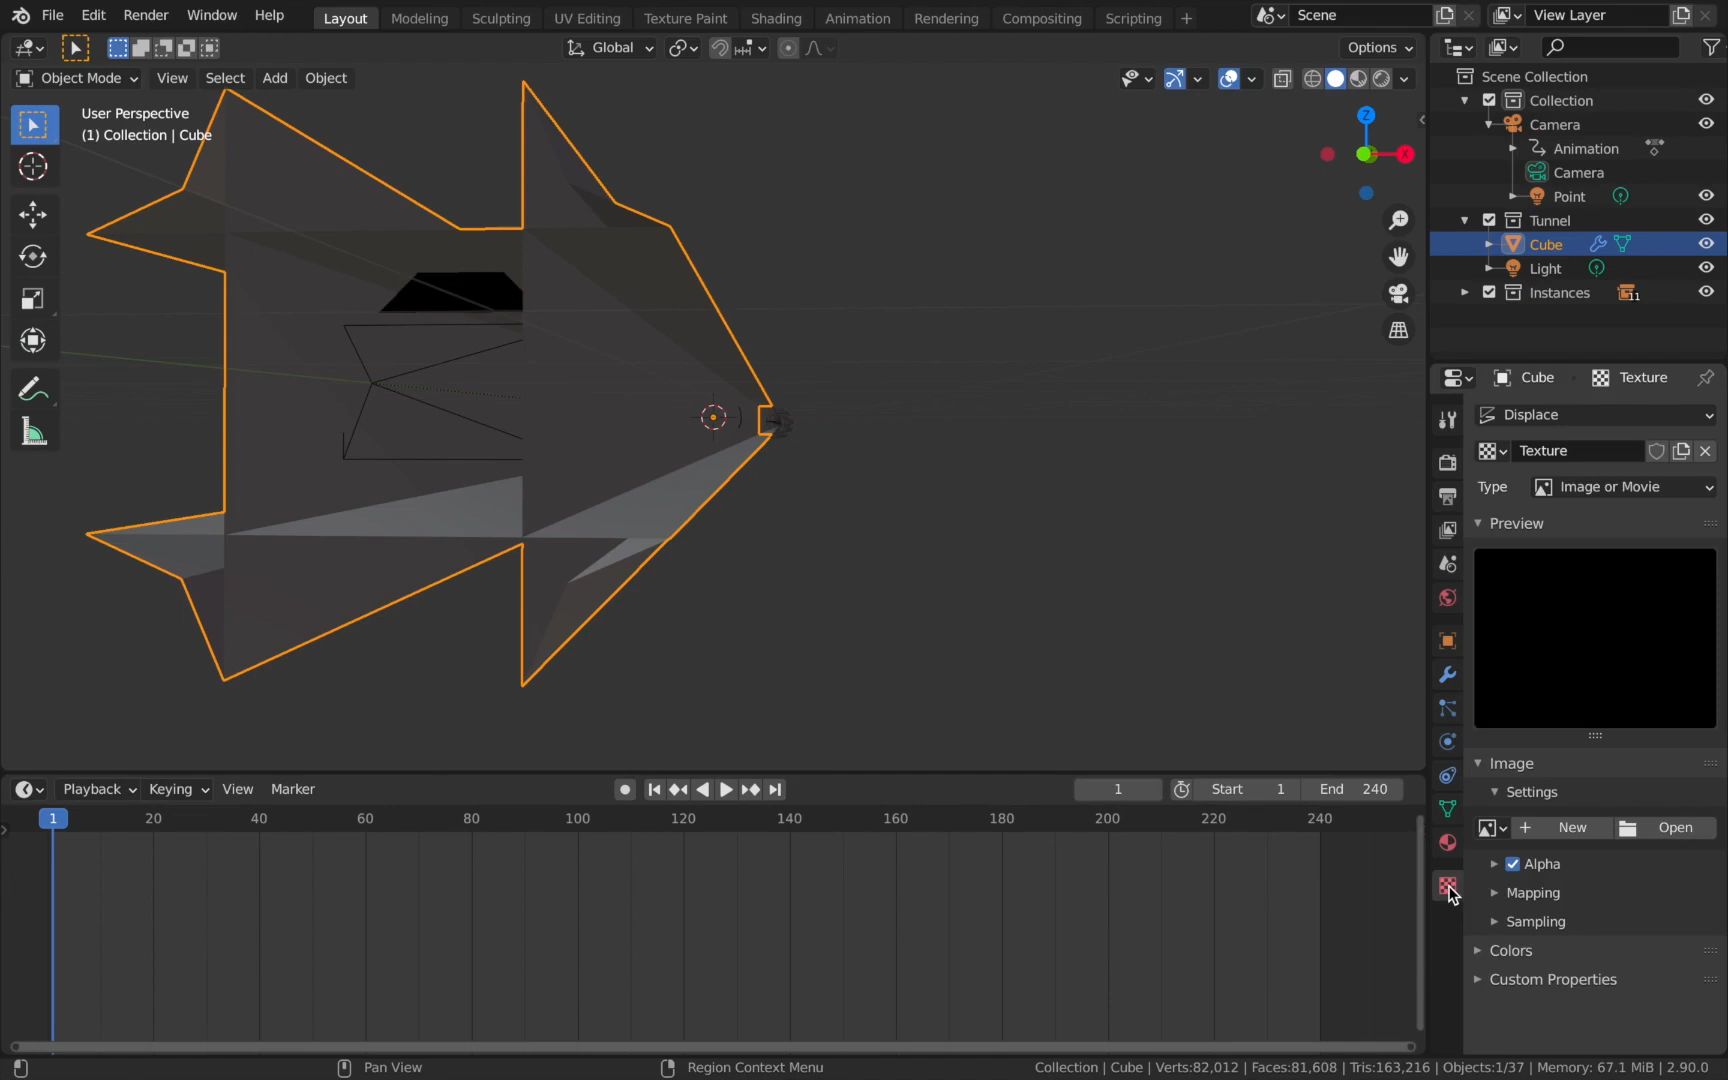 File Edit Render Window Help Layout Modeling Sculpting UV Editing Texture Paint Shading Animation Rendering Compositing Scripting + Scene View Layer
Global Options
Object Mode View Select Add Object
User Perspective
(1) Collection | Cube
Z
X
Scene Collection
Collection
Camera
Animation
Camera
Point
Tunnel
Cube
Light
Instances 11
Cube Texture
Displace
Texture
Type Image or Movie
Preview
Image
Settings
+ New Open
Alpha
Mapping
Sampling
Colors
Custom Properties
Playback Keying View Marker 1 Start 1 End 240
1 20 40 60 80 100 120 140 160 180 200 220 240
Pan View Region Context Menu Collection | Cube | Verts:82,012 | Faces:81,608 | Tris:163,216 | Objects:1/37 | Memory: 67.1 MiB | 2.90.0